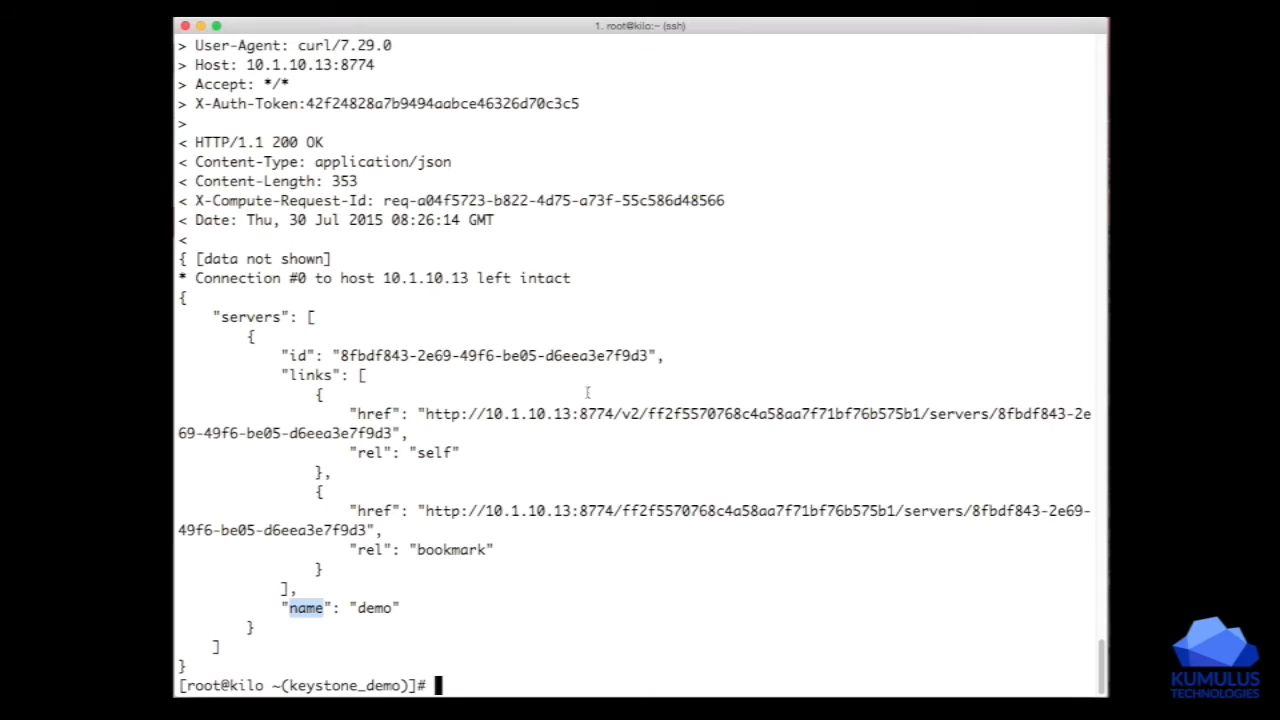 1. root@kilo:~ (ssh)
> User-Agent: curl/7.29.0
> Host: 10.1.10.13:8774
> Accept: */*
> X-Auth-Token:42f24828a7b9494aabce46326d70c3c5
>
< HTTP/1.1 200 OK
< Content-Type: application/json
< Content-Length: 353
< X-Compute-Request-Id: req-a04f5723-b822-4d75-a73f-55c586d48566
< Date: Thu, 30 Jul 2015 08:26:14 GMT
<
{ [data not shown]
* Connection #0 to host 10.1.10.13 left intact
{
    "servers": [
        {
            "id": "8fbdf843-2e69-49f6-be05-d6eea3e7f9d3",
            "links": [
                {
                    "href": "http://10.1.10.13:8774/v2/ff2f5570768c4a58aa7f71bf76b575b1/servers/8fbdf843-2e
69-49f6-be05-d6eea3e7f9d3",
                    "rel": "self"
                },
                {
                    "href": "http://10.1.10.13:8774/ff2f5570768c4a58aa7f71bf76b575b1/servers/8fbdf843-2e69-
49f6-be05-d6eea3e7f9d3",
                    "rel": "bookmark"
                }
            ],
            "name": "demo"
        }
    ]
}
[root@kilo ~(keystone_demo)]#
KUMULUS
TECHNOLOGIES